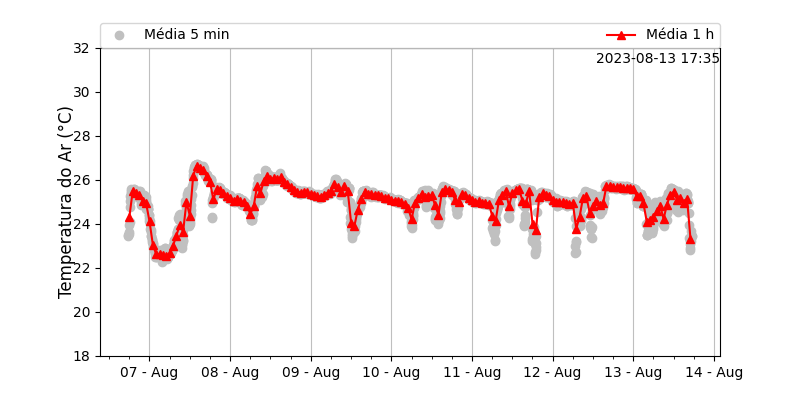 Média 5 min
Média 1 h
2023-08-13 17:35
Temperatura do Ar (°C)
32
30
28
26
24
22
20
18
07 - Aug
08 - Aug
09 - Aug
10 - Aug
11 - Aug
12 - Aug
13 - Aug
14 - Aug